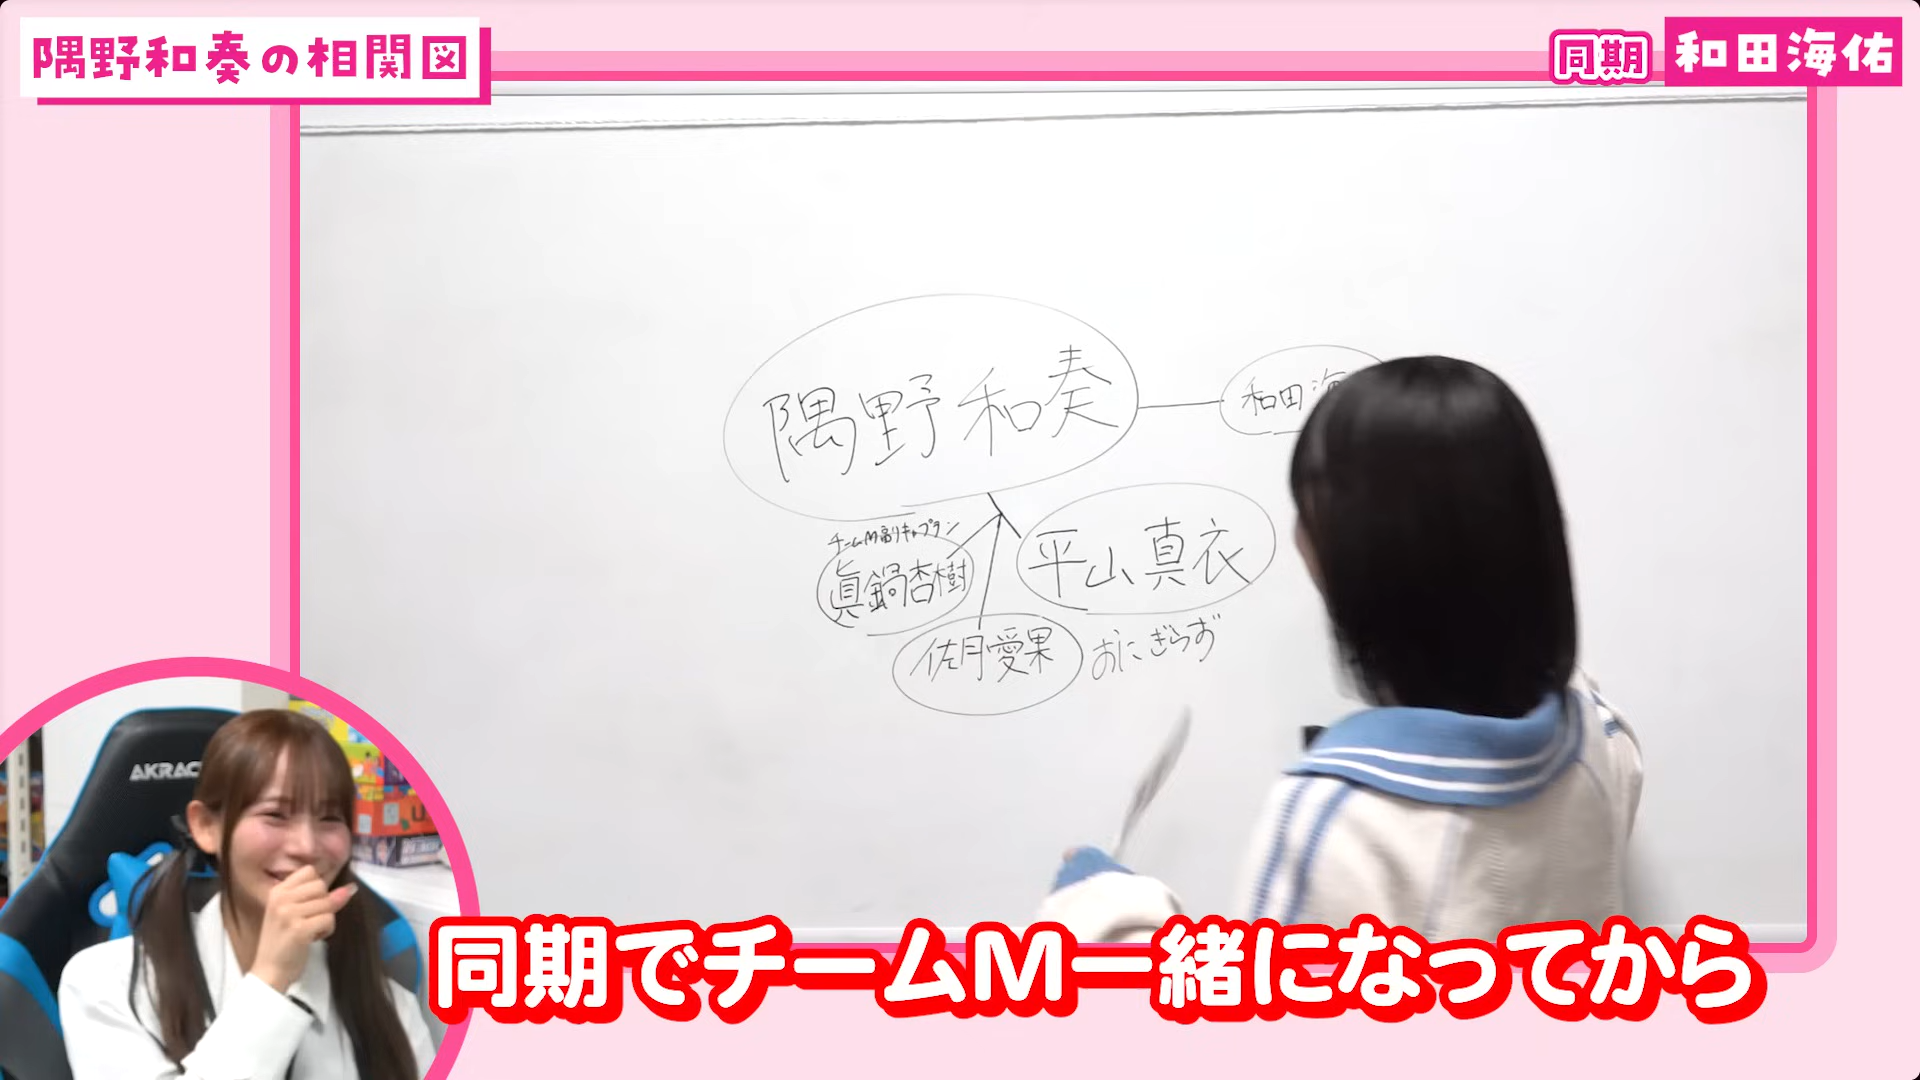 隅野和奏の相関図
同期 和田海佑
隅野和奏
和田海
チームM副キャプテン
眞鍋杏樹
平山真衣
佐月愛果
おにぎらず
AKRAC
同期でチームM一緒になってから